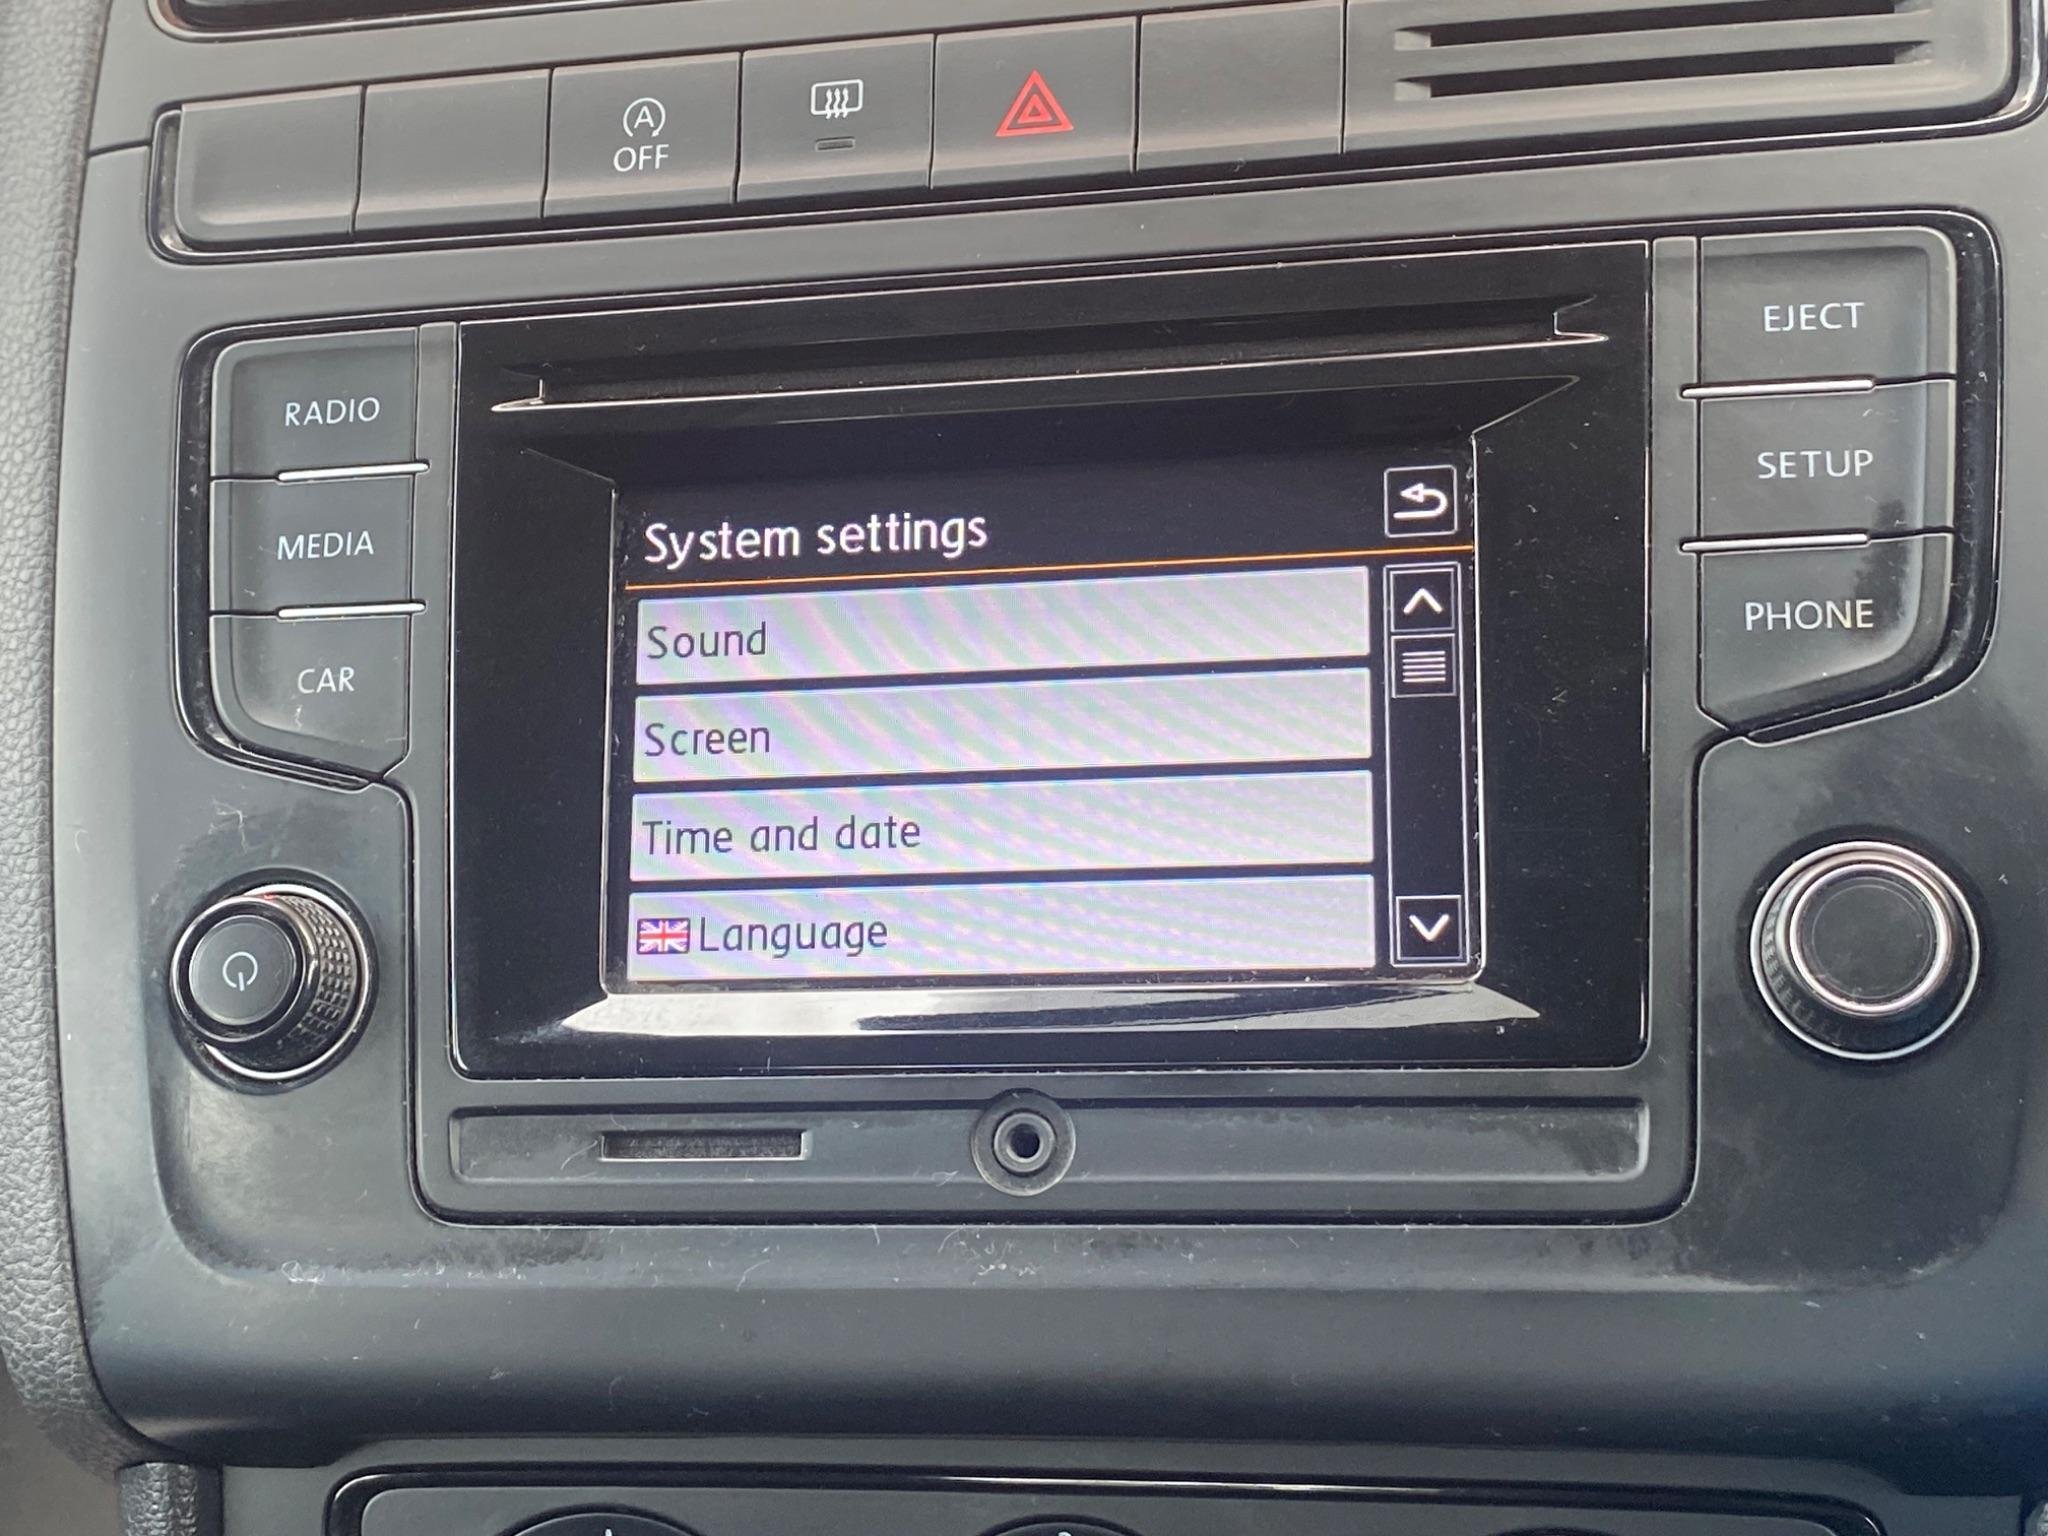 A
OFF
EJECT
RADIO
SETUP
MEDIA
System settings
PHONE
Sound
CAR
Screen
Time and date
Language